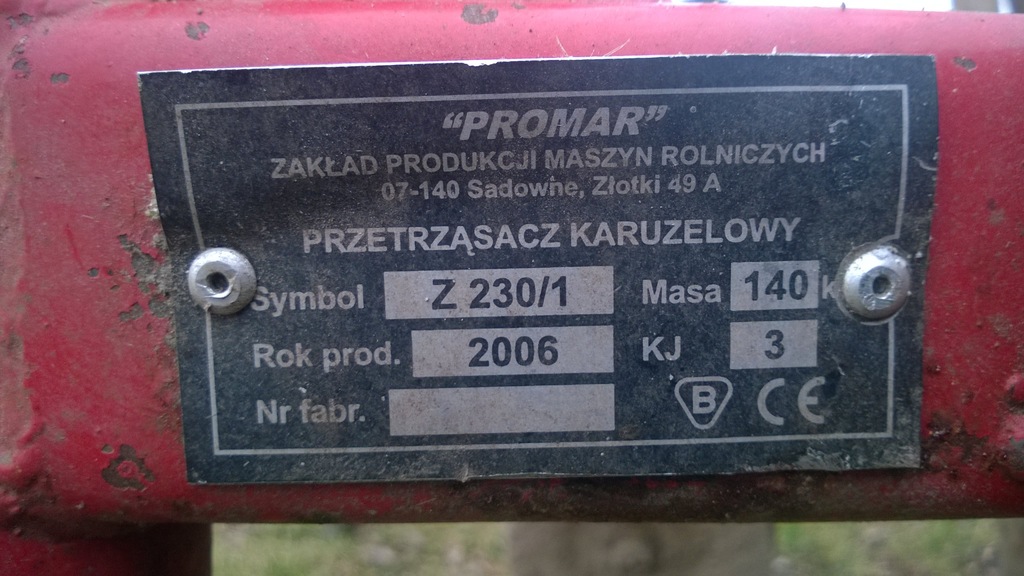 "PROMAR"
ZAKŁAD PRODUKCJI MASZYN ROLNICZYCH
07-140 Sadowne, Złotki 49 A
PRZETRZĄSACZ KARUZELOWY
Symbol Z 230/1 Masa 140 k
Rok prod. 2006 KJ 3
Nr fabr. B CE